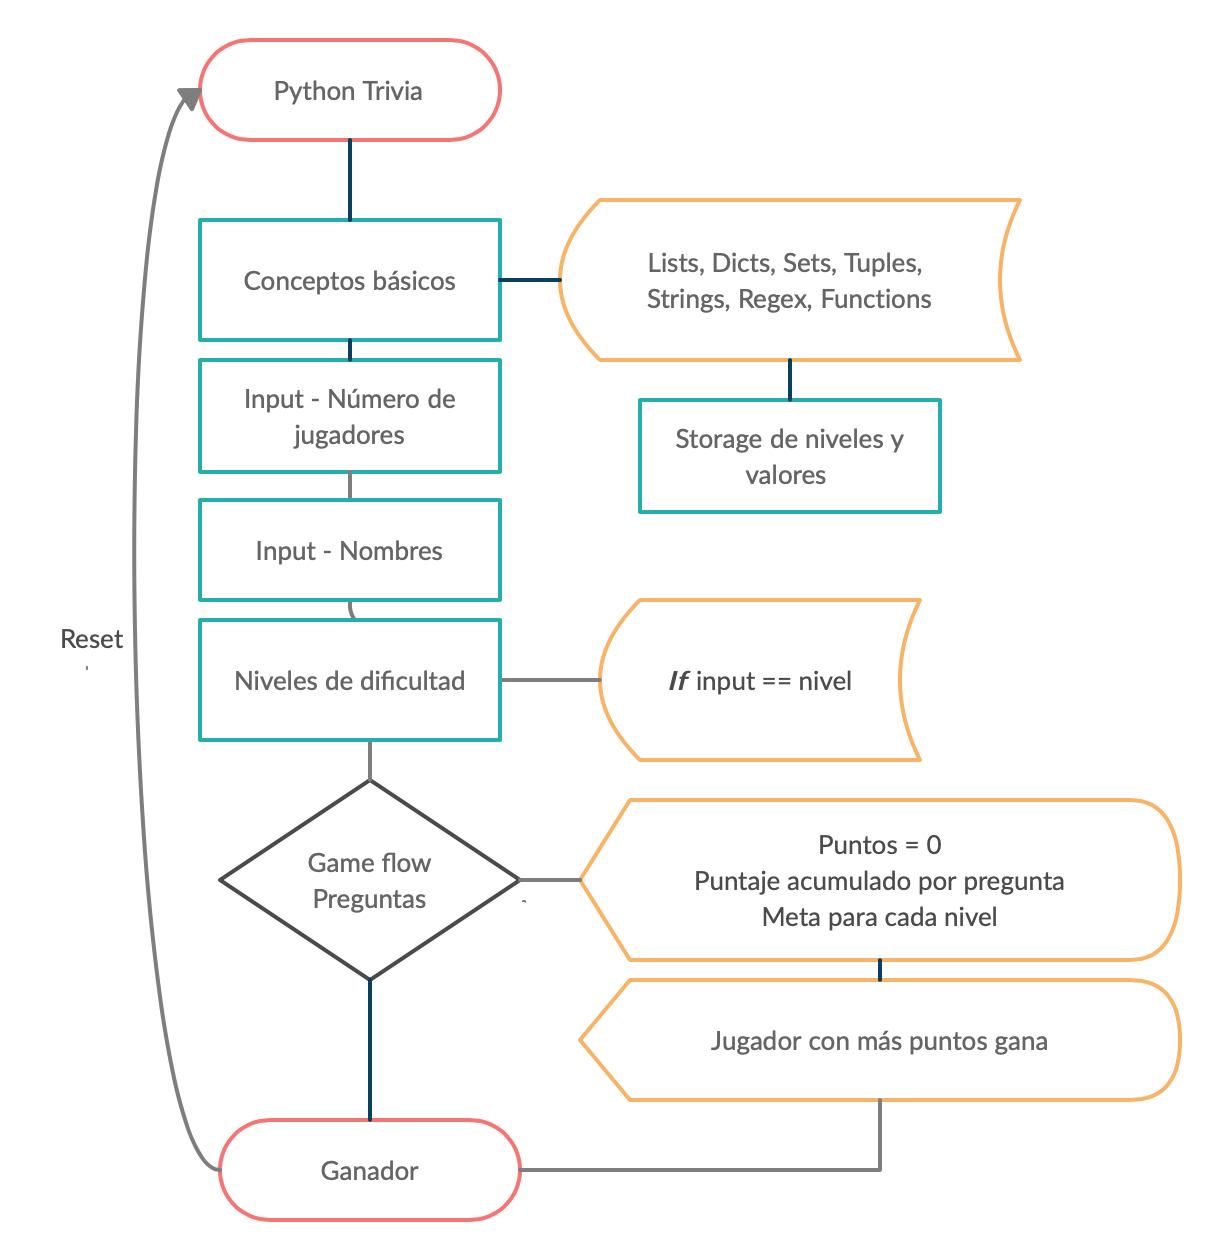 Python Trivia
Conceptos básicos
Lists, Dicts, Sets, Tuples,
Strings, Regex, Functions
Input - Número de
jugadores
Storage de niveles y
valores
Input - Nombres
Reset
Niveles de dificultad
If input == nivel
Game flow
Preguntas
Puntos = 0
Puntaje acumulado por pregunta
Meta para cada nivel
Jugador con más puntos gana
Ganador